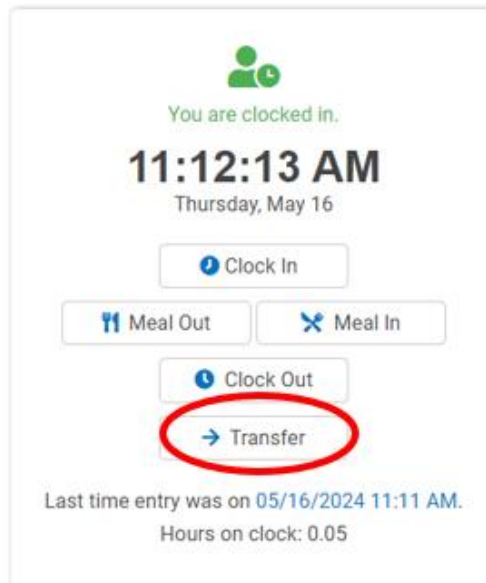 You are clocked in.
11:12:13 AM
Thursday, May 16
Clock In
Meal Out Meal In
Clock Out
Transfer
Last time entry was on 05/16/2024 11:11 AM.
Hours on clock: 0.05